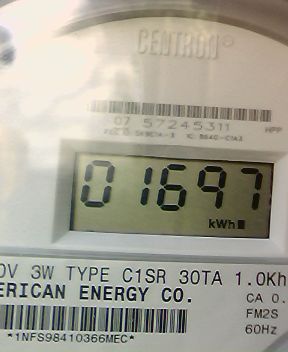 CENTRON®
07 57245311 HPP
01697
kWh
0V 3W TYPE C1SR 30TA 1.0Kh
ERICAN ENERGY CO.
CA 0.
FM2S
60Hz
*1NFS98410366MEC*